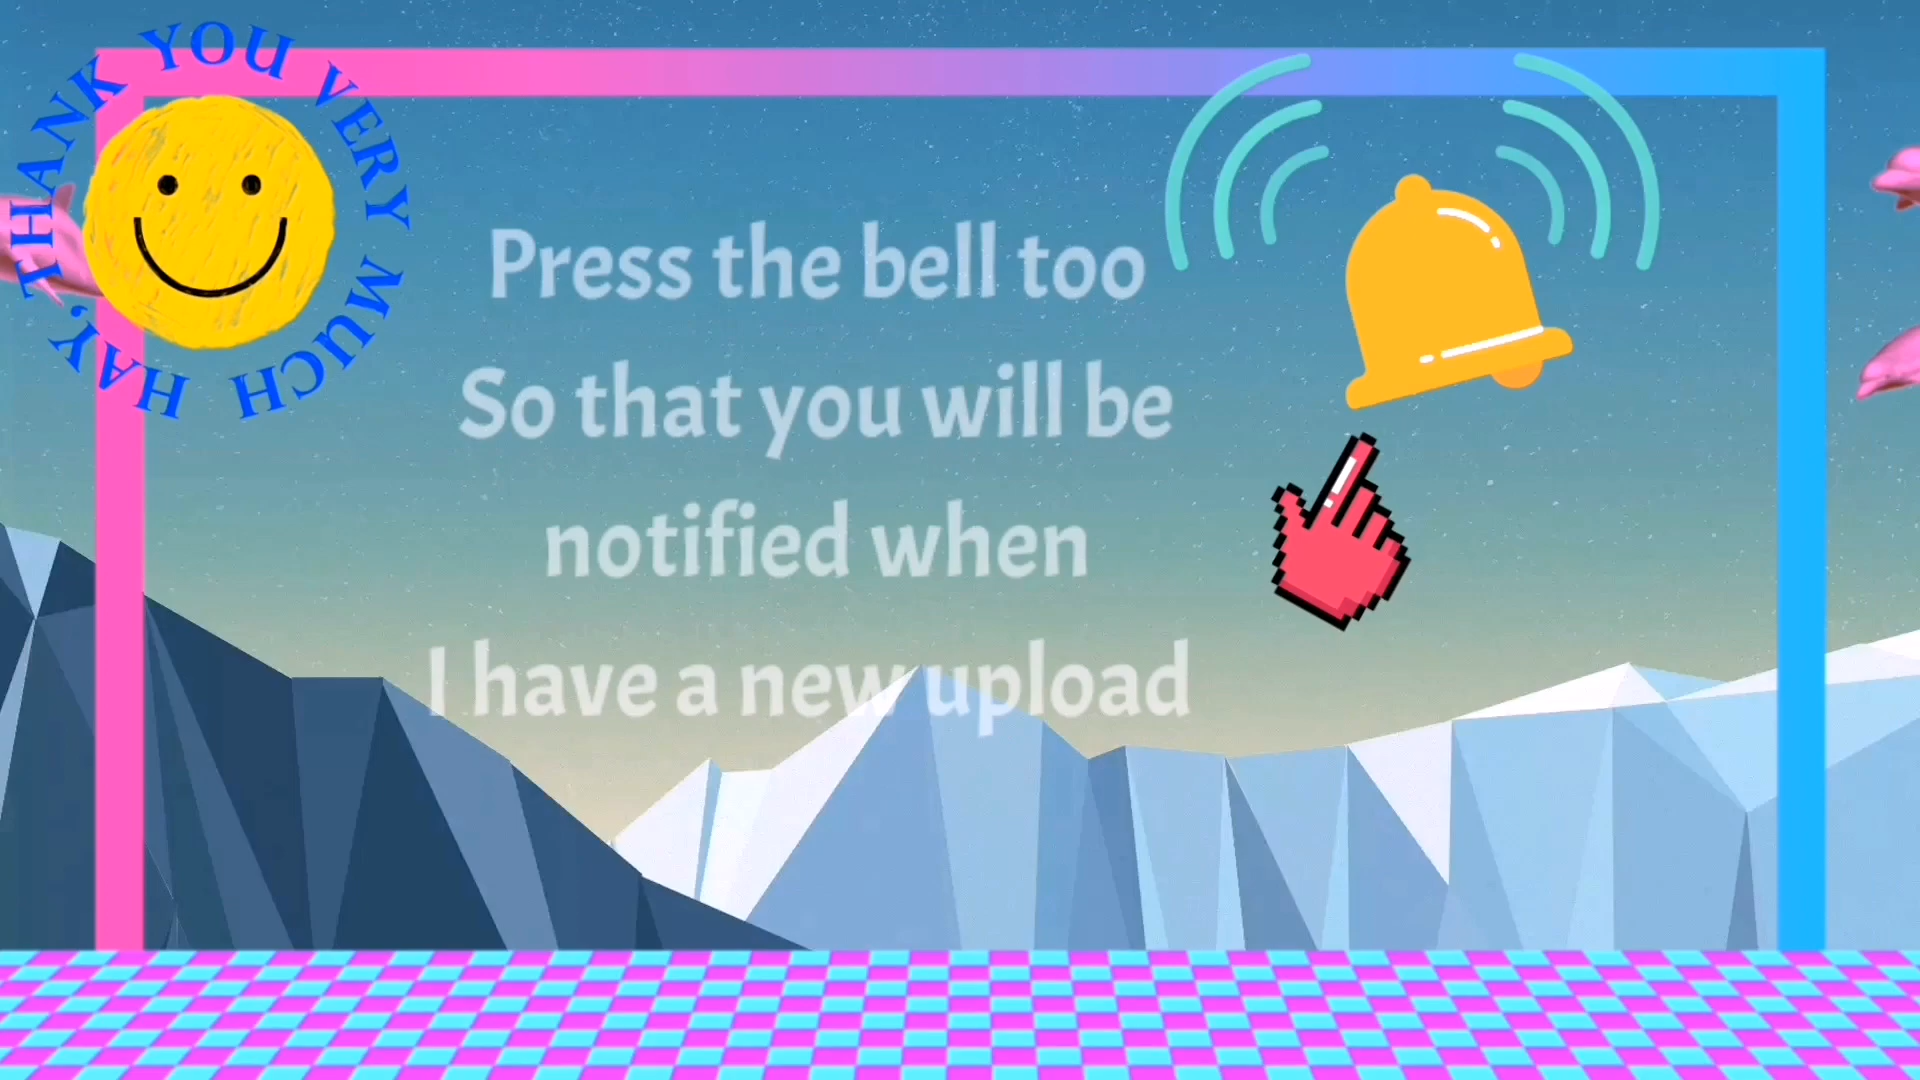 HAY, THANK YOU VERY MUCH
Press the bell too
So that you will be
notified when
I have a new upload